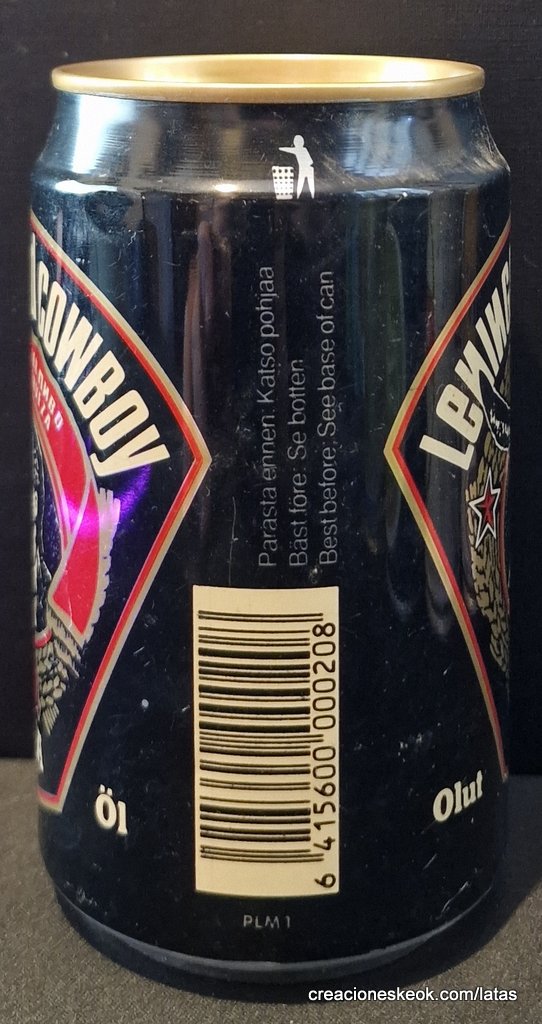 COWBOY
Parasta ennen: Katso pohjaa
Bäst före: Se botten
Best before: See base of can
6 415600 000208
Öl
Olut
PLM 1
creacioneskeok.com/latas